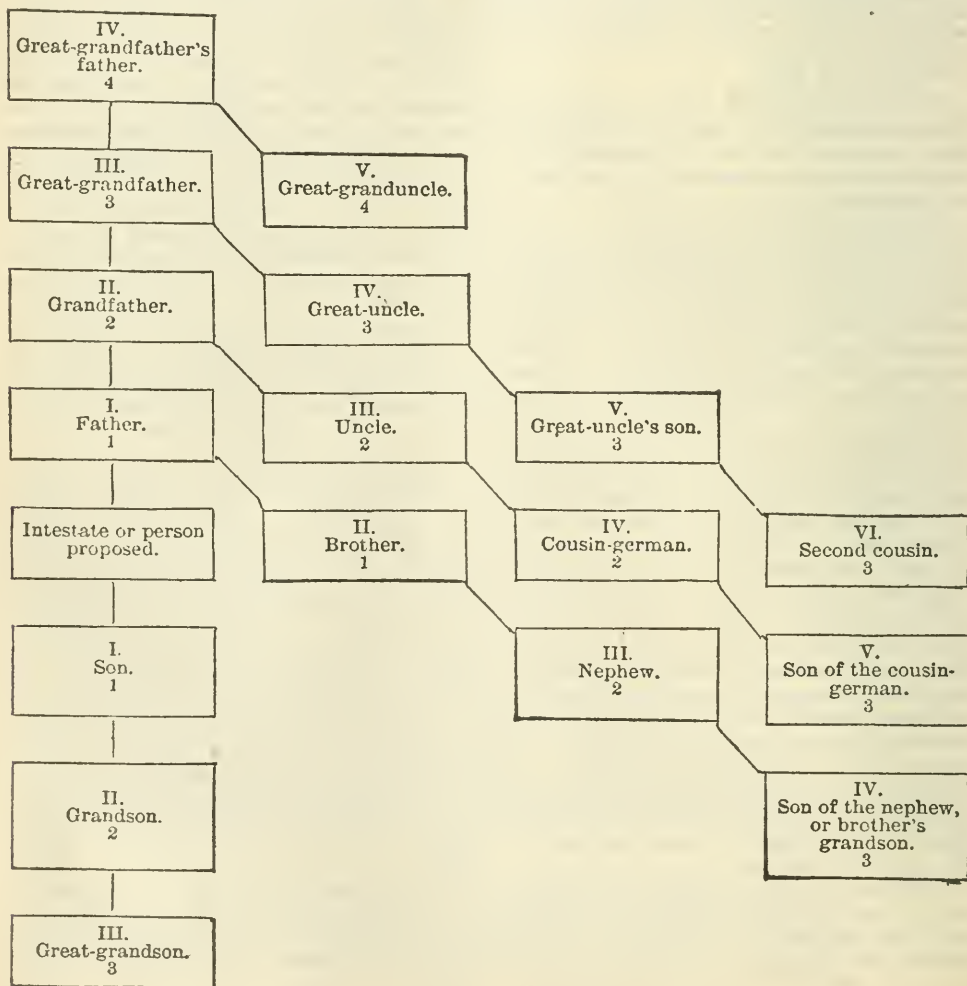 IV.
Great-grandfather's
father.
4
III.
Great-grandfather.
3
V.
Great-granduncle.
4
II.
Grandfather.
2
IV.
Great-uncle.
3
I.
Father.
1
III.
Uncle.
2
V.
Great-uncle's son.
3
Intestate or person
proposed.
II.
Brother.
1
IV.
Cousin-german.
2
VI.
Second cousin.
3
I.
Son.
1
III.
Nephew.
2
V.
Son of the cousin-
german.
3
II.
Grandson.
2
IV.
Son of the nephew,
or brother's
grandson.
3
III.
Great-grandson.
3